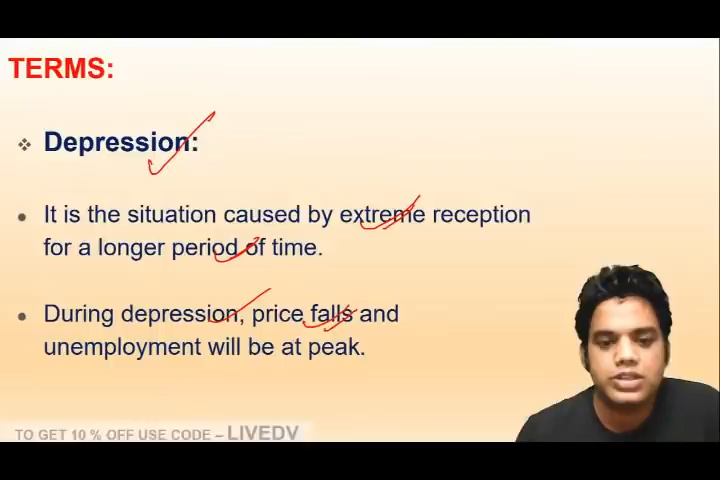 TERMS:
Depression:
It is the situation caused by extreme reception
for a longer period of time.
During depression, price falls and
unemployment will be at peak.
TO GET 10 % OFF USE CODE – LIVEDV